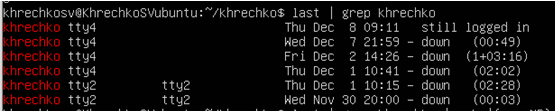 khrechkosv@KhrechkoSVubuntu:~/khrechko$ last | grep khrechko
khrechko tty4 Thu Dec 8 09:11 still logged in
khrechko tty4 Wed Dec 7 21:59 - down (00:49)
khrechko tty4 Fri Dec 2 14:26 - down (1+03:16)
khrechko tty4 Thu Dec 1 10:41 - down (02:02)
khrechko tty2 tty2 Thu Dec 1 10:15 - down (02:28)
khrechko tty2 tty2 Wed Nov 30 20:00 - down (00:03)